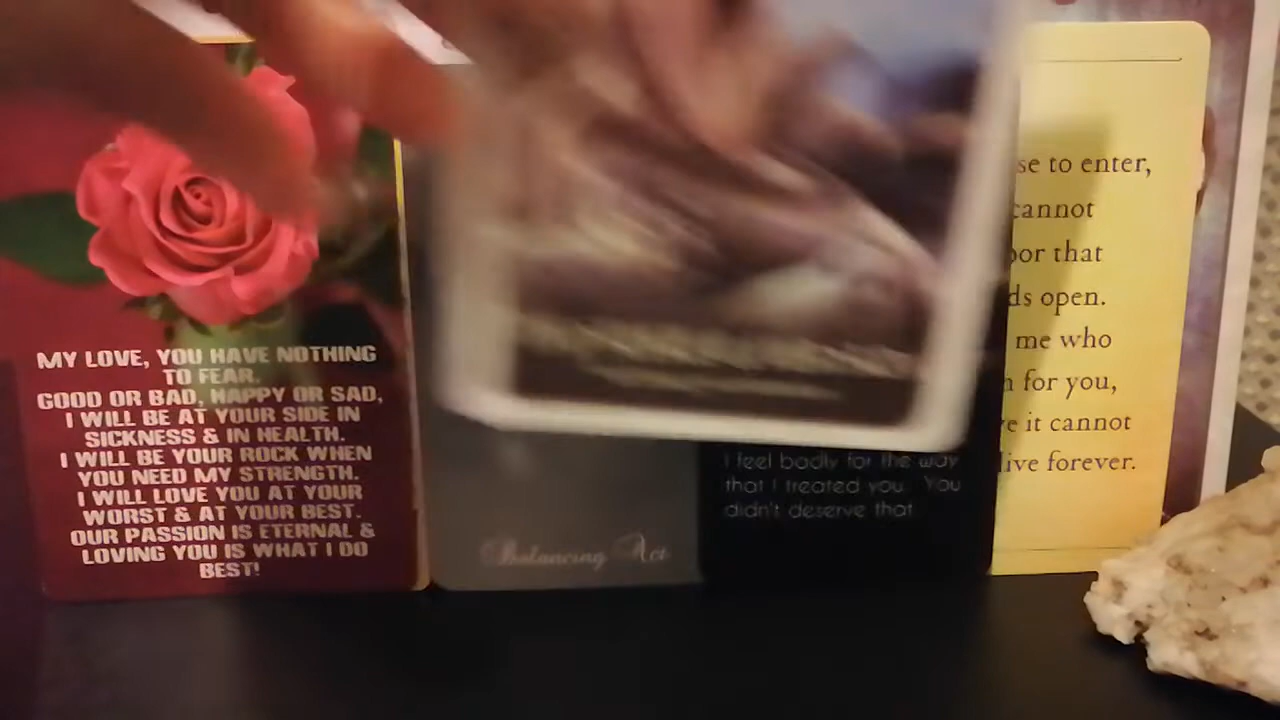 MY LOVE, YOU HAVE NOTHING
TO FEAR.
GOOD OR BAD, HAPPY OR SAD,
I WILL BE AT YOUR SIDE IN
SICKNESS & IN HEALTH.
I WILL BE YOUR ROCK WHEN
YOU NEED MY STRENGTH.
I WILL LOVE YOU AT YOUR
WORST & AT YOUR BEST.
OUR PASSION IS ETERNAL &
LOVING YOU IS WHAT I DO
BEST!
Balancing Act
I feel badly for the way
that I treated you. You
didn't deserve that
se to enter,
cannot
oor that
ds open.
me who
for you,
e it cannot
live forever.